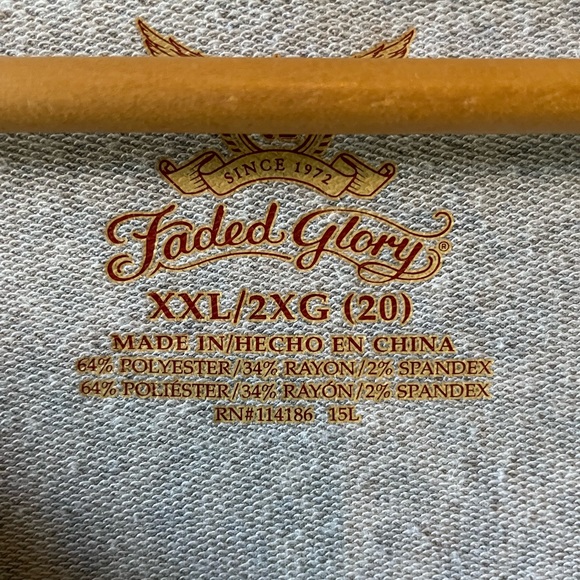 SINCE 1972
Faded Glory®
XXL/2XG (20)
MADE IN/HECHO EN CHINA
64% POLYESTER/34% RAYON/2% SPANDEX
64% POLIÉSTER/34% RAYÓN/2% SPANDEX
RN#114186 15L